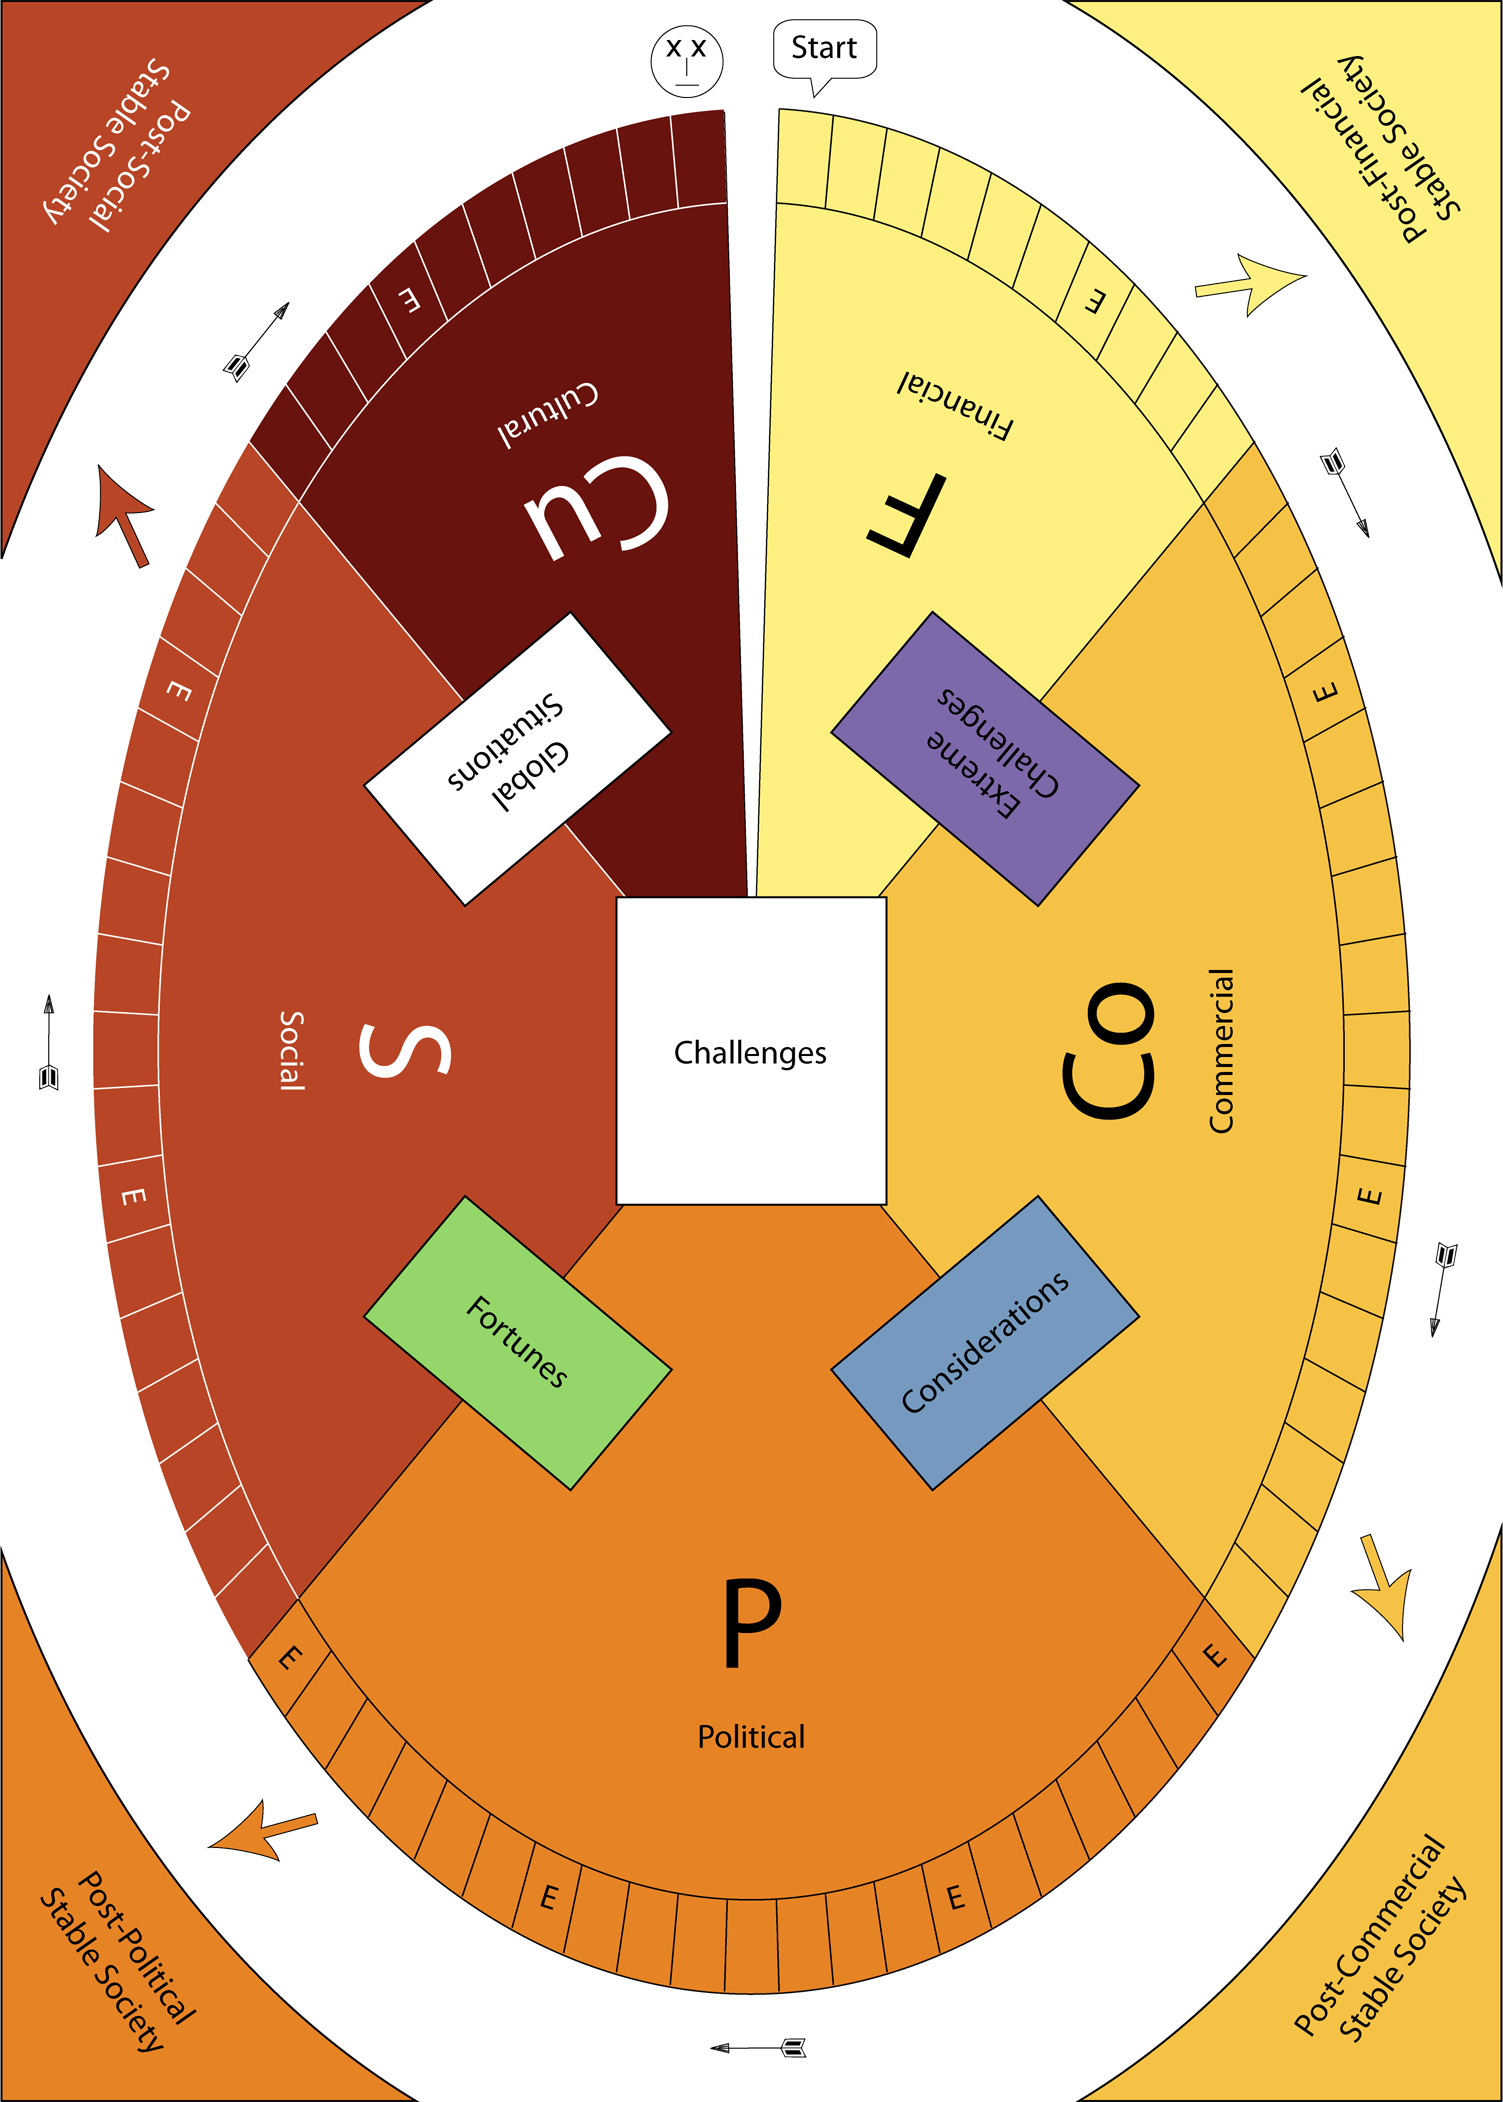 x x
Start
Post-Social
Stable Society
Post-Financial
Stable Society
E
E
Cultural
Cu
Financial
F
E
E
Global
Situations
Extreme
Challenges
Social
S
Challenges
Co
Commercial
E
E
Fortunes
Considerations
P
Political
E
E
E
E
Post-Political
Stable Society
Post-Commercial
Stable Society